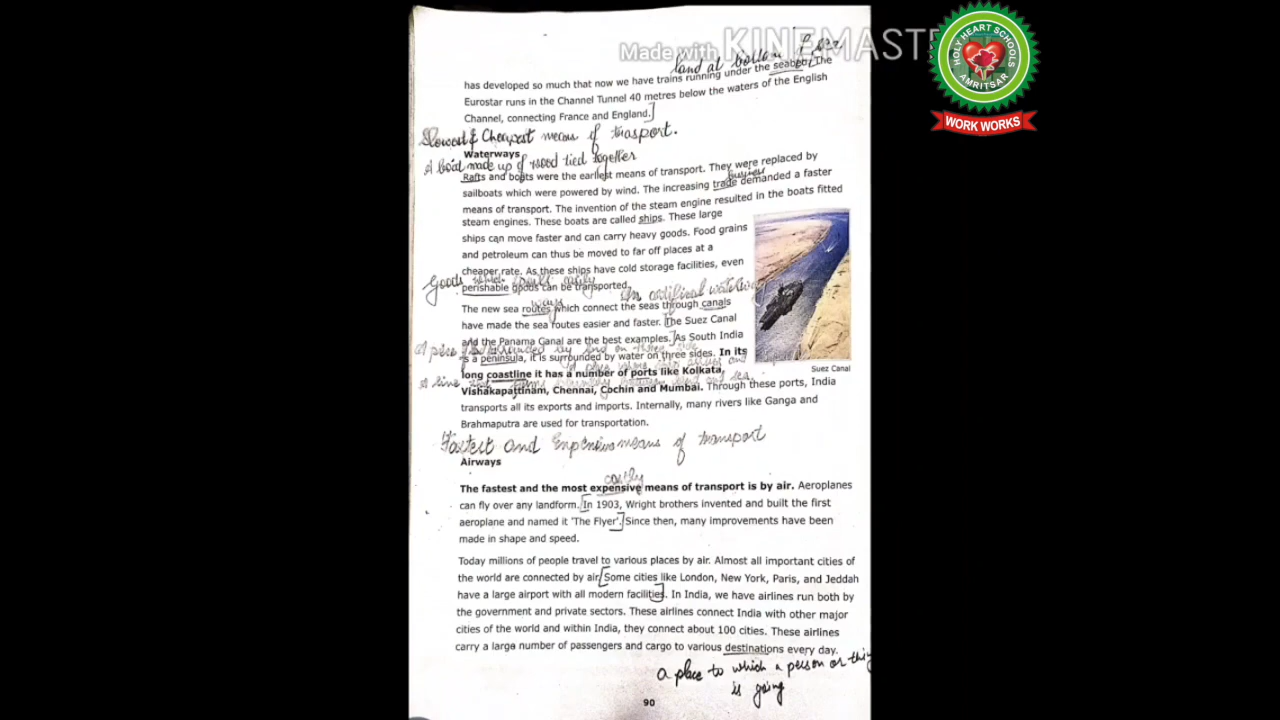 Made with KINEMAST
HOLY HEART SCHOOLS
AMRITSAR
WORK WORKS
land at bottom of sea
has developed so much that now we have trains running under the seabed. The
Eurostar runs in the Channel Tunnel 40 metres below the waters of the English
Channel, connecting France and England.]
Slowest & Cheapest means of trasport.
Waterways
A boat made up of wood tied together
Rafts and boats were the earliest means of transport. They were replaced by
business
sailboats which were powered by wind. The increasing trade demanded a faster
means of transport. The invention of the steam engine resulted in the boats fitted
steam engines. These boats are called ships. These large
ships can move faster and can carry heavy goods. Food grains
and petroleum can thus be moved to far off places at a
cheaper rate. As these ships have cold storage facilities, even
Goods which spoils easily
perishable goods can be transported.
ways An artificial waterway
The new sea routes which connect the seas through canals
have made the sea routes easier and faster. [The Suez Canal
and the Panama Canal are the best examples.] As South India
is a peninsula, it is surrounded by water on three sides. In its
long coastline it has a number of ports like Kolkata,
Suez Canal
Vishakapattinam, Chennai, Cochin and Mumbai. Through these ports, India
transports all its exports and imports. Internally, many rivers like Ganga and
Brahmaputra are used for transportation.
Fastest and Expensive means of transport
Airways
costly
The fastest and the most expensive means of transport is by air. Aeroplanes
can fly over any landform. [In 1903, Wright brothers invented and built the first
aeroplane and named it 'The Flyer'.] Since then, many improvements have been
made in shape and speed.
Today millions of people travel to various places by air. Almost all important cities of
the world are connected by air. [Some cities like London, New York, Paris, and Jeddah
have a large airport with all modern facilities]. In India, we have airlines run both by
the government and private sectors. These airlines connect India with other major
cities of the world and within India, they connect about 100 cities. These airlines
carry a large number of passengers and cargo to various destinations every day.
a place to which a person or thing
is going
90